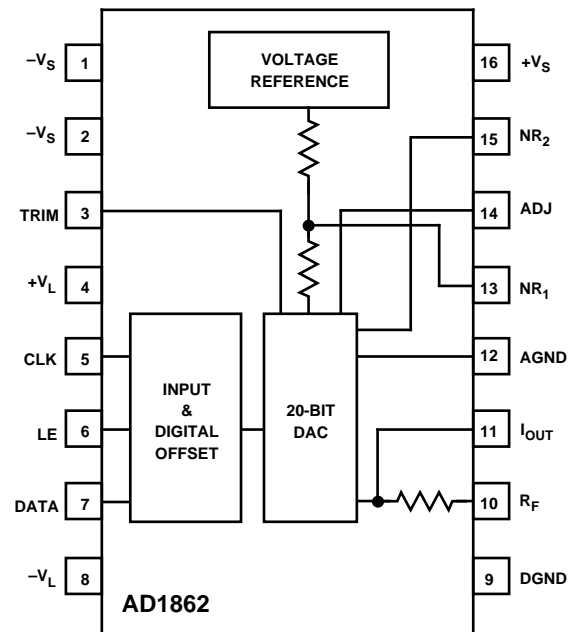 VOLTAGE
REFERENCE
–VS 1
–VS 2
TRIM 3
+VL 4
CLK 5
LE 6
DATA 7
–VL 8
16 +VS
15 NR2
14 ADJ
13 NR1
12 AGND
11 IOUT
10 RF
9 DGND
INPUT
&
DIGITAL
OFFSET
20-BIT
DAC
AD1862